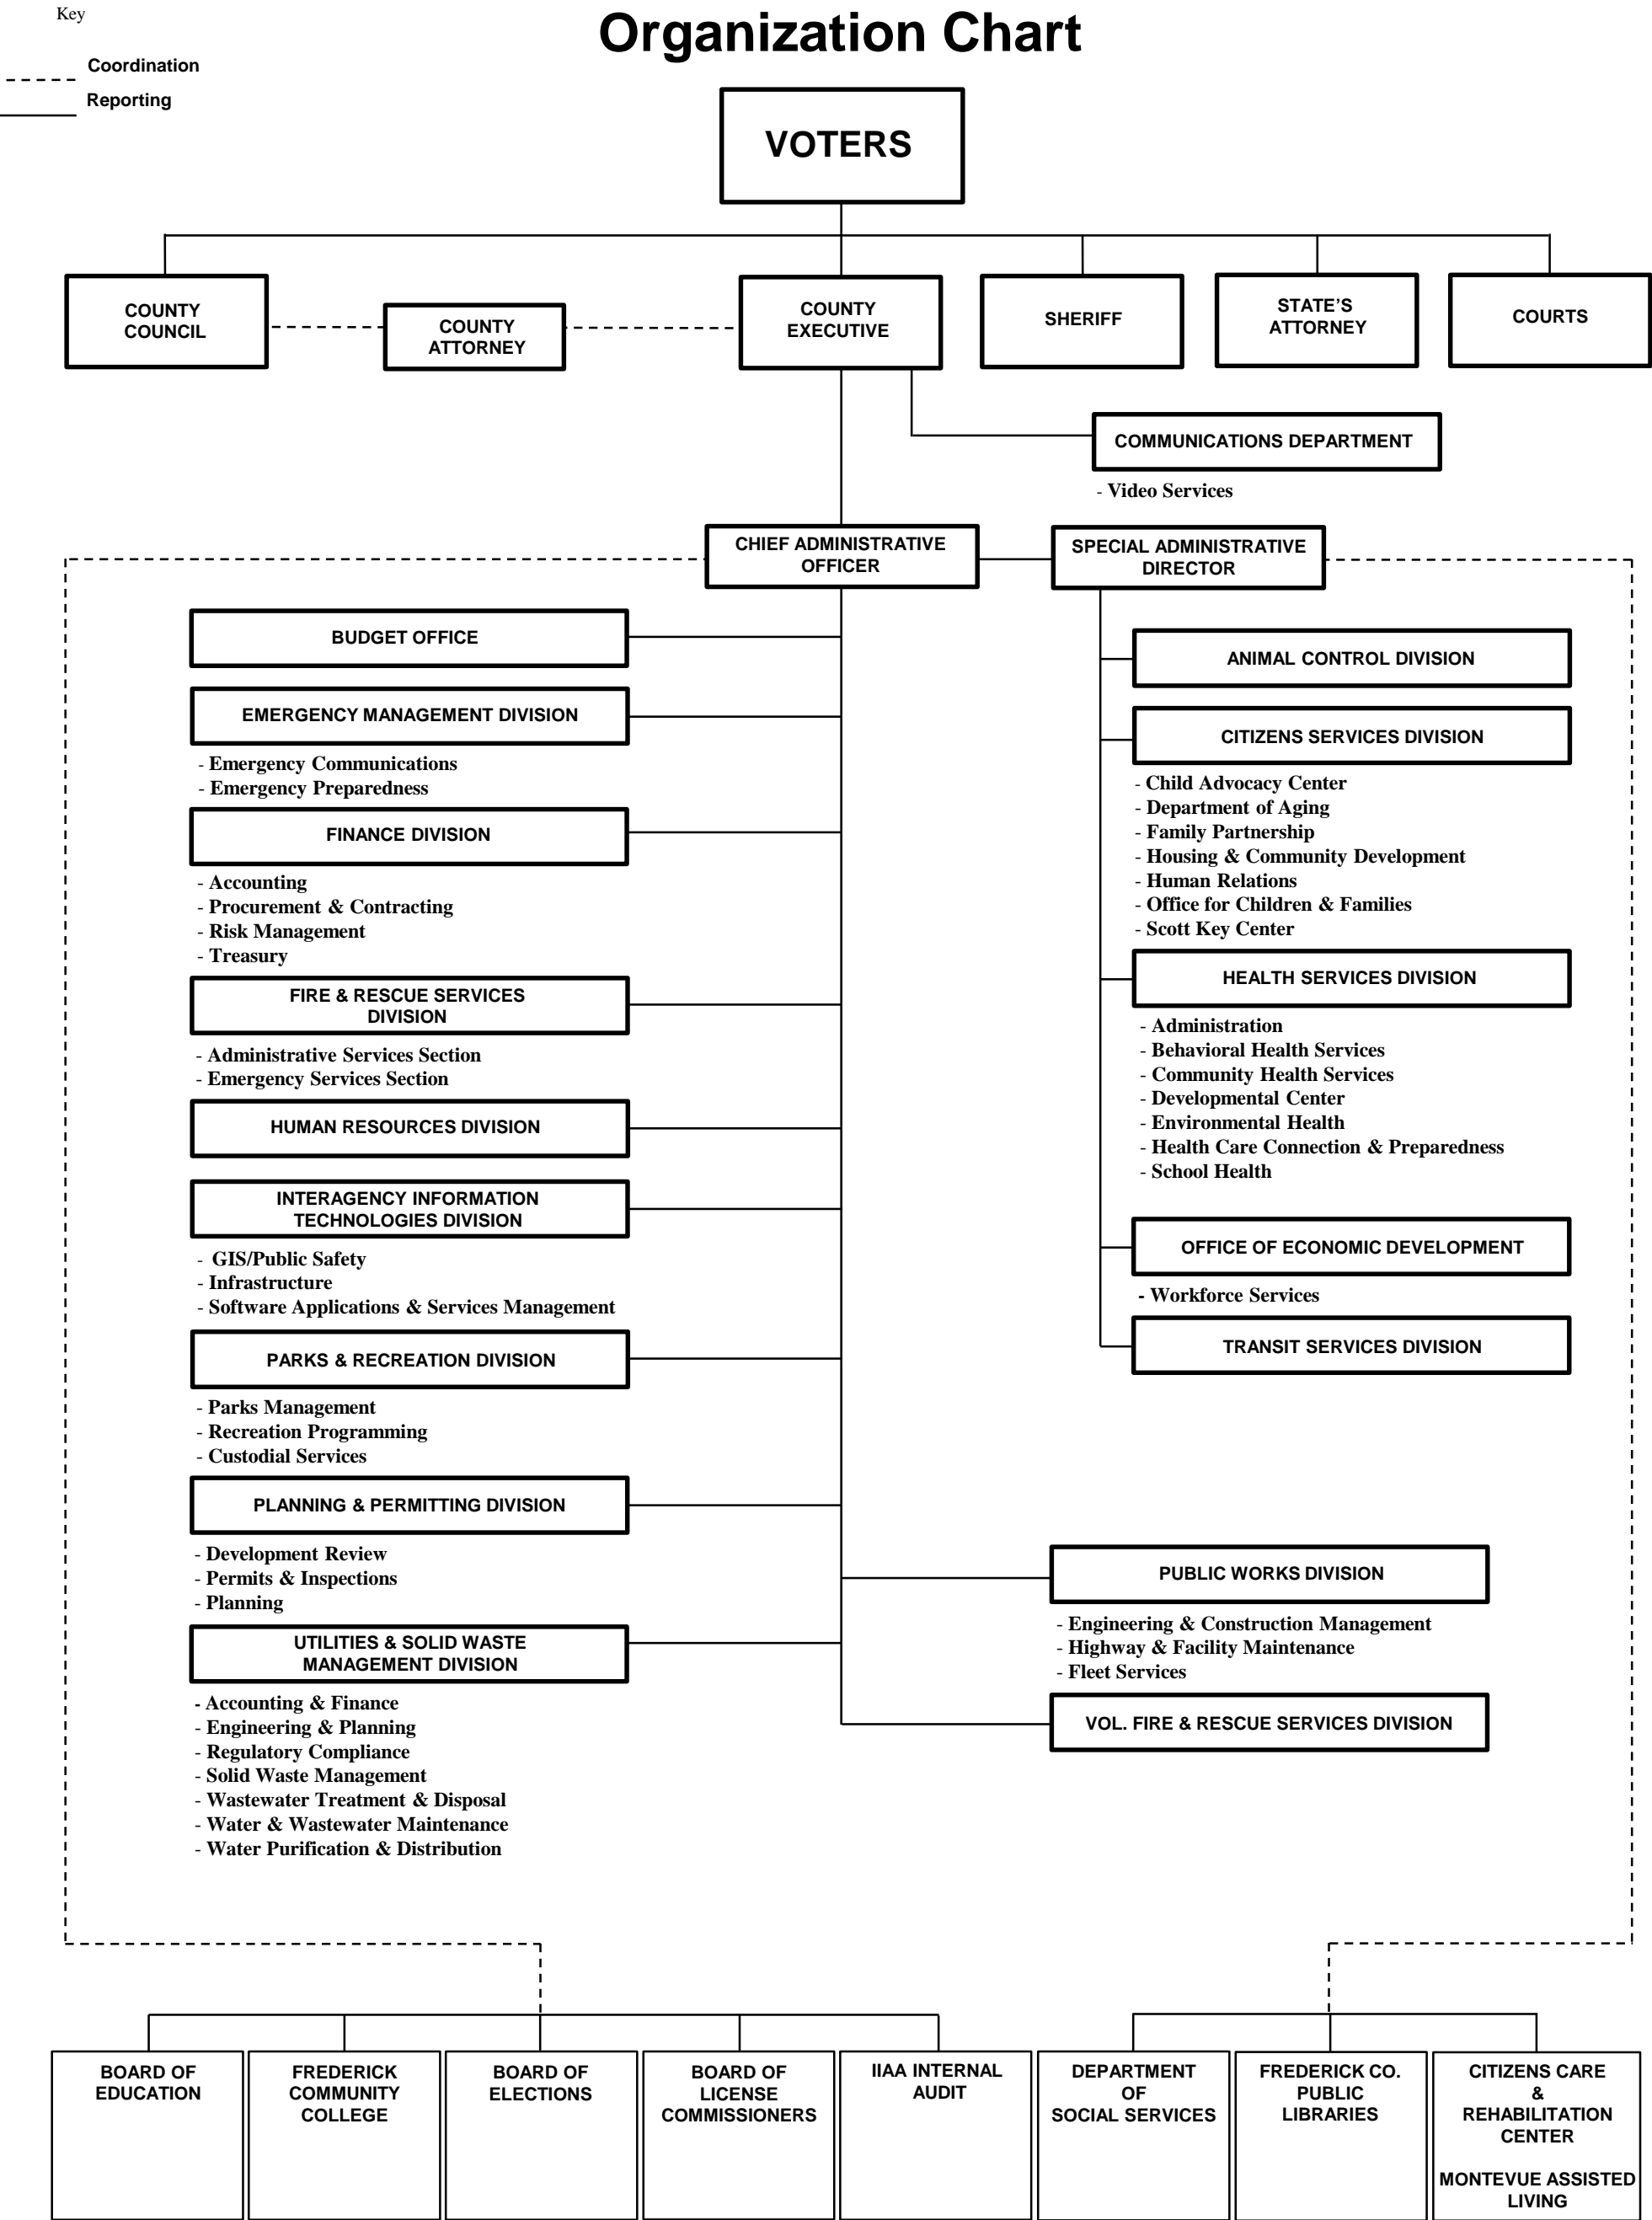 Key
Organization Chart
Coordination
Reporting
VOTERS
COUNTY
COUNCIL
COUNTY
ATTORNEY
COUNTY
EXECUTIVE
SHERIFF
STATE’S
ATTORNEY
COURTS
COMMUNICATIONS DEPARTMENT
- Video Services
CHIEF ADMINISTRATIVE
OFFICER
SPECIAL ADMINISTRATIVE
DIRECTOR
BUDGET OFFICE
EMERGENCY MANAGEMENT DIVISION
- Emergency Communications
- Emergency Preparedness
FINANCE DIVISION
- Accounting
- Procurement & Contracting
- Risk Management
- Treasury
FIRE & RESCUE SERVICES
DIVISION
- Administrative Services Section
- Emergency Services Section
HUMAN RESOURCES DIVISION
INTERAGENCY INFORMATION
TECHNOLOGIES DIVISION
- GIS/Public Safety
- Infrastructure
- Software Applications & Services Management
PARKS & RECREATION DIVISION
- Parks Management
- Recreation Programming
- Custodial Services
PLANNING & PERMITTING DIVISION
- Development Review
- Permits & Inspections
- Planning
UTILITIES & SOLID WASTE
MANAGEMENT DIVISION
- Accounting & Finance
- Engineering & Planning
- Regulatory Compliance
- Solid Waste Management
- Wastewater Treatment & Disposal
- Water & Wastewater Maintenance
- Water Purification & Distribution
ANIMAL CONTROL DIVISION
CITIZENS SERVICES DIVISION
- Child Advocacy Center
- Department of Aging
- Family Partnership
- Housing & Community Development
- Human Relations
- Office for Children & Families
- Scott Key Center
HEALTH SERVICES DIVISION
- Administration
- Behavioral Health Services
- Community Health Services
- Developmental Center
- Environmental Health
- Health Care Connection & Preparedness
- School Health
OFFICE OF ECONOMIC DEVELOPMENT
- Workforce Services
TRANSIT SERVICES DIVISION
PUBLIC WORKS DIVISION
- Engineering & Construction Management
- Highway & Facility Maintenance
- Fleet Services
VOL. FIRE & RESCUE SERVICES DIVISION
BOARD OF
EDUCATION
FREDERICK
COMMUNITY
COLLEGE
BOARD OF
ELECTIONS
BOARD OF
LICENSE
COMMISSIONERS
IIAA INTERNAL
AUDIT
DEPARTMENT
OF
SOCIAL SERVICES
FREDERICK CO.
PUBLIC
LIBRARIES
CITIZENS CARE
&
REHABILITATION
CENTER
MONTEVUE ASSISTED
LIVING